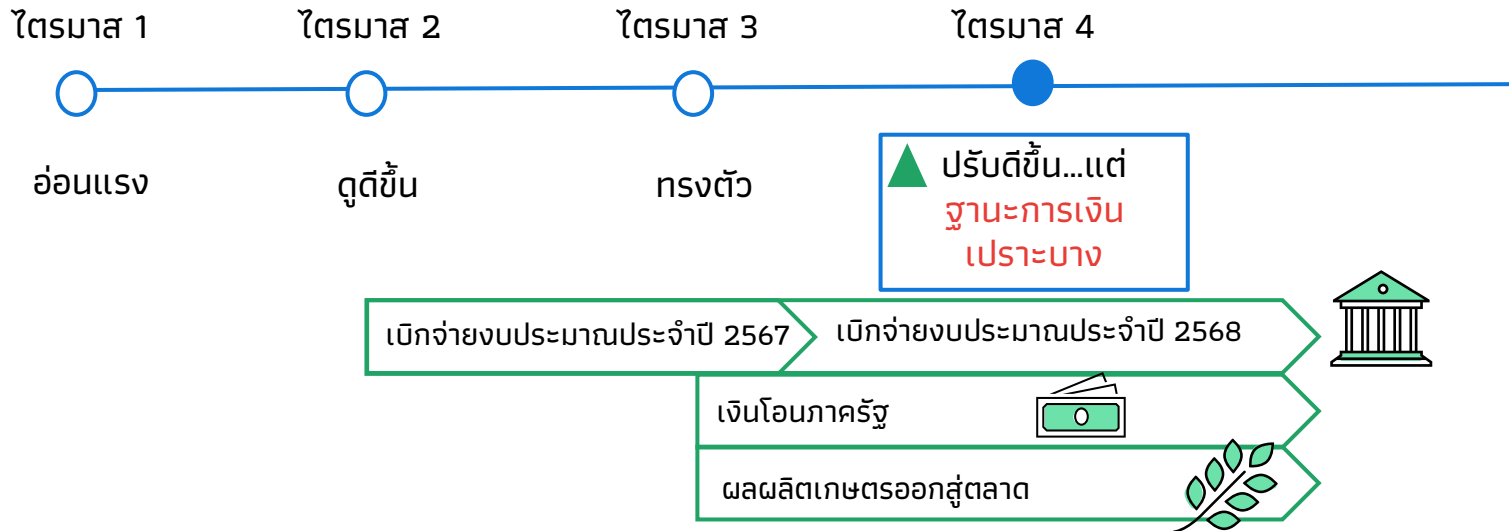 ไตรมาส 1
ไตรมาส 2
ไตรมาส 3
ไตรมาส 4
อ่อนแรง
ดูดีขึ้น
ทรงตัว
ปรับดีขึ้น...แต่
ฐานะการเงิน
เปราะบาง
เบิกจ่ายงบประมาณประจำปี 2567
เบิกจ่ายงบประมาณประจำปี 2568
เงินโอนภาครัฐ
ผลผลิตเกษตรออกสู่ตลาด